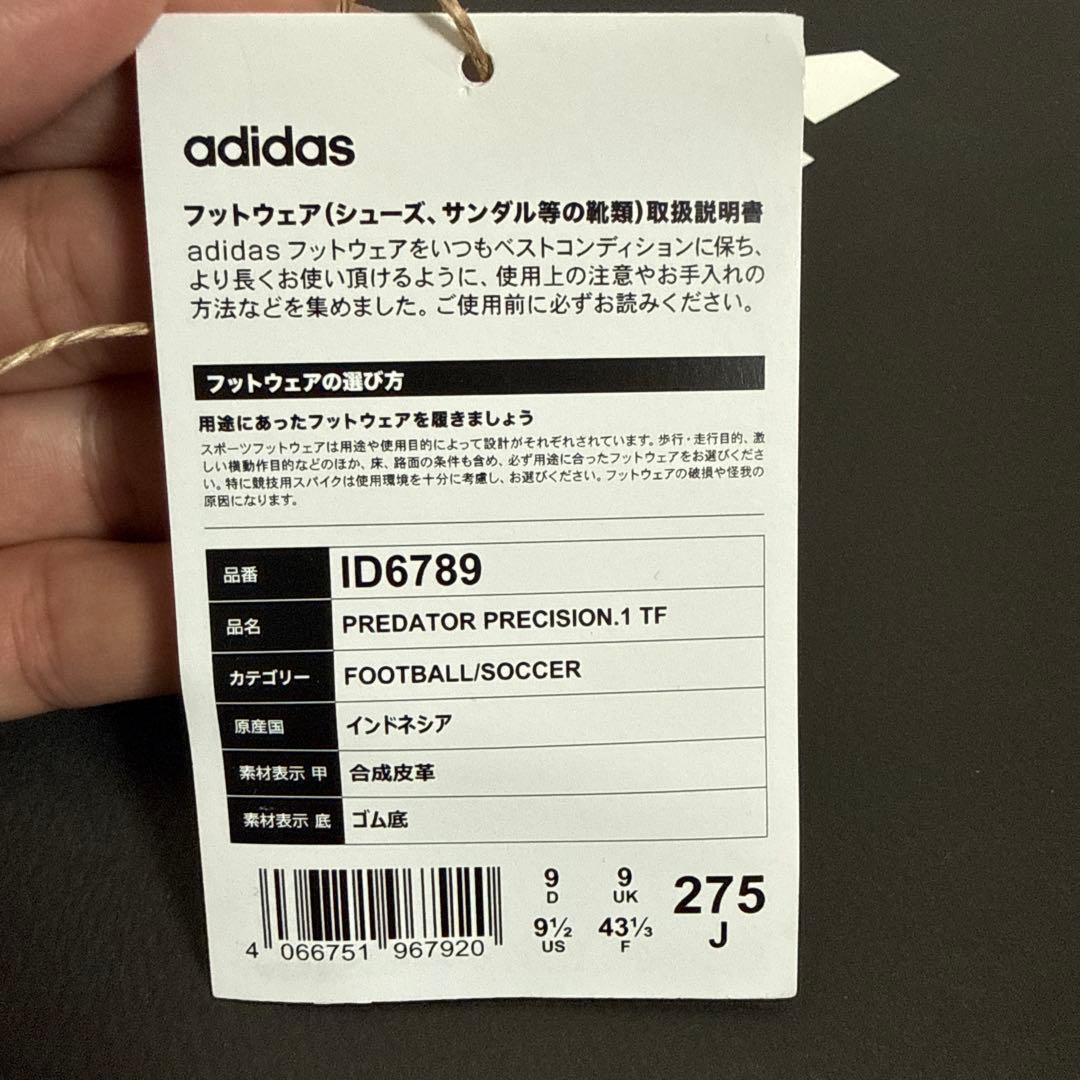 adidas
フットウェア(シューズ、サンダル等の靴類)取扱説明書
adidas フットウェアをいつもベストコンディションに保ち、
より長くお使い頂けるように、使用上の注意やお手入れの
方法などを集めました。ご使用前に必ずお読みください。
フットウェアの選び方
用途にあったフットウェアを履きましょう
スポーツフットウェアは用途や使用目的によって設計がそれぞれされています。歩行・走行目的、激
しい横動作目的などのほか、床、路面の条件も含め、必ず用途に合ったフットウェアをお選びくださ
い。特に競技用スパイクは使用環境を十分に考慮し、お選びください。フットウェアの破損や怪我の
原因になります。
品番 ID6789
品名 PREDATOR PRECISION.1 TF
カテゴリー FOOTBALL/SOCCER
原産国 インドネシア
素材表示 甲 合成皮革
素材表示 底 ゴム底
9 9 275
D UK
9½ 43⅓ J
US F
4 066751 967920